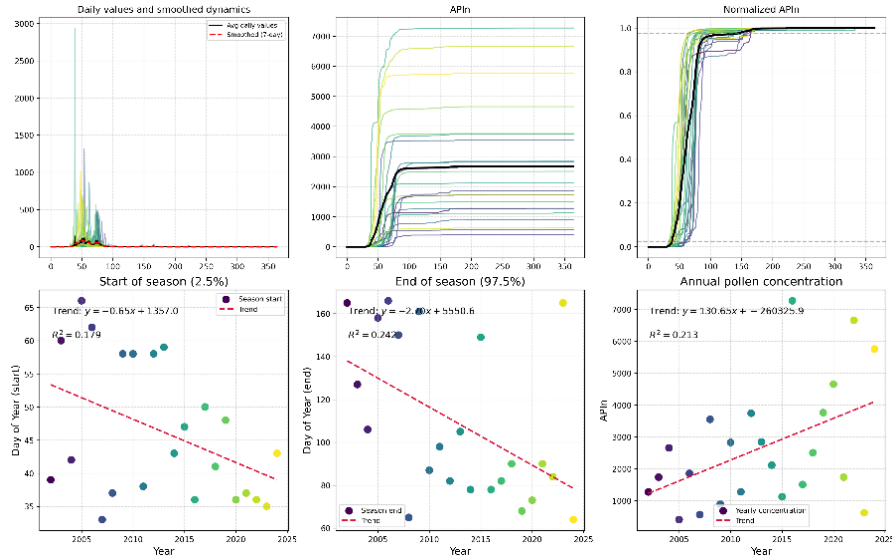 Daily values and smoothed dynamics
Avg daily values
Smoothed (7-day)
3000
2500
2000
1500
1000
500
0
0 50 100 150 200 250 300 350
APIn
7000
6000
5000
4000
3000
2000
1000
0
0 50 100 150 200 250 300 350
Normalized APIn
1.0
0.8
0.6
0.4
0.2
0.0
0 50 100 150 200 250 300 350
Start of season (2.5%)
Trend: y = −0.65x + 1357.0
R² = 0.179
Season start
Trend
Day of Year (start)
65
60
55
50
45
40
35
2005 2010 2015 2020 2025
Year
End of season (97.5%)
R² = 0.242
Day of Year (end)
160
140
120
100
80
60
Season end
Trend
2005 2010 2015 2020 2025
Year
Annual pollen concentration
Trend: y = 130.65x + −260325.9
R² = 0.213
APIn
7000
6000
5000
4000
3000
2000
1000
Yearly concentration
Trend
2005 2010 2015 2020 2025
Year